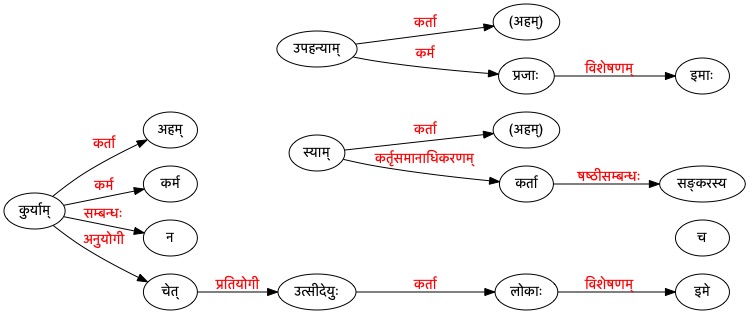 कर्ता
(अहम्)
उपहन्याम्
कर्म
प्रजाः
विशेषणम्
इमाः
अहम्
कर्ता
(अहम्)
कर्ता
स्याम्
कर्तृसमानाधिकरणम्
कर्ता
षष्ठीसम्बन्धः
सङ्करस्य
कर्म
कर्म
कुर्याम्
सम्बन्धः
न
च
अनुयोगी
चेत्
प्रतियोगी
उत्सीदेयुः
कर्ता
लोकाः
विशेषणम्
इमे